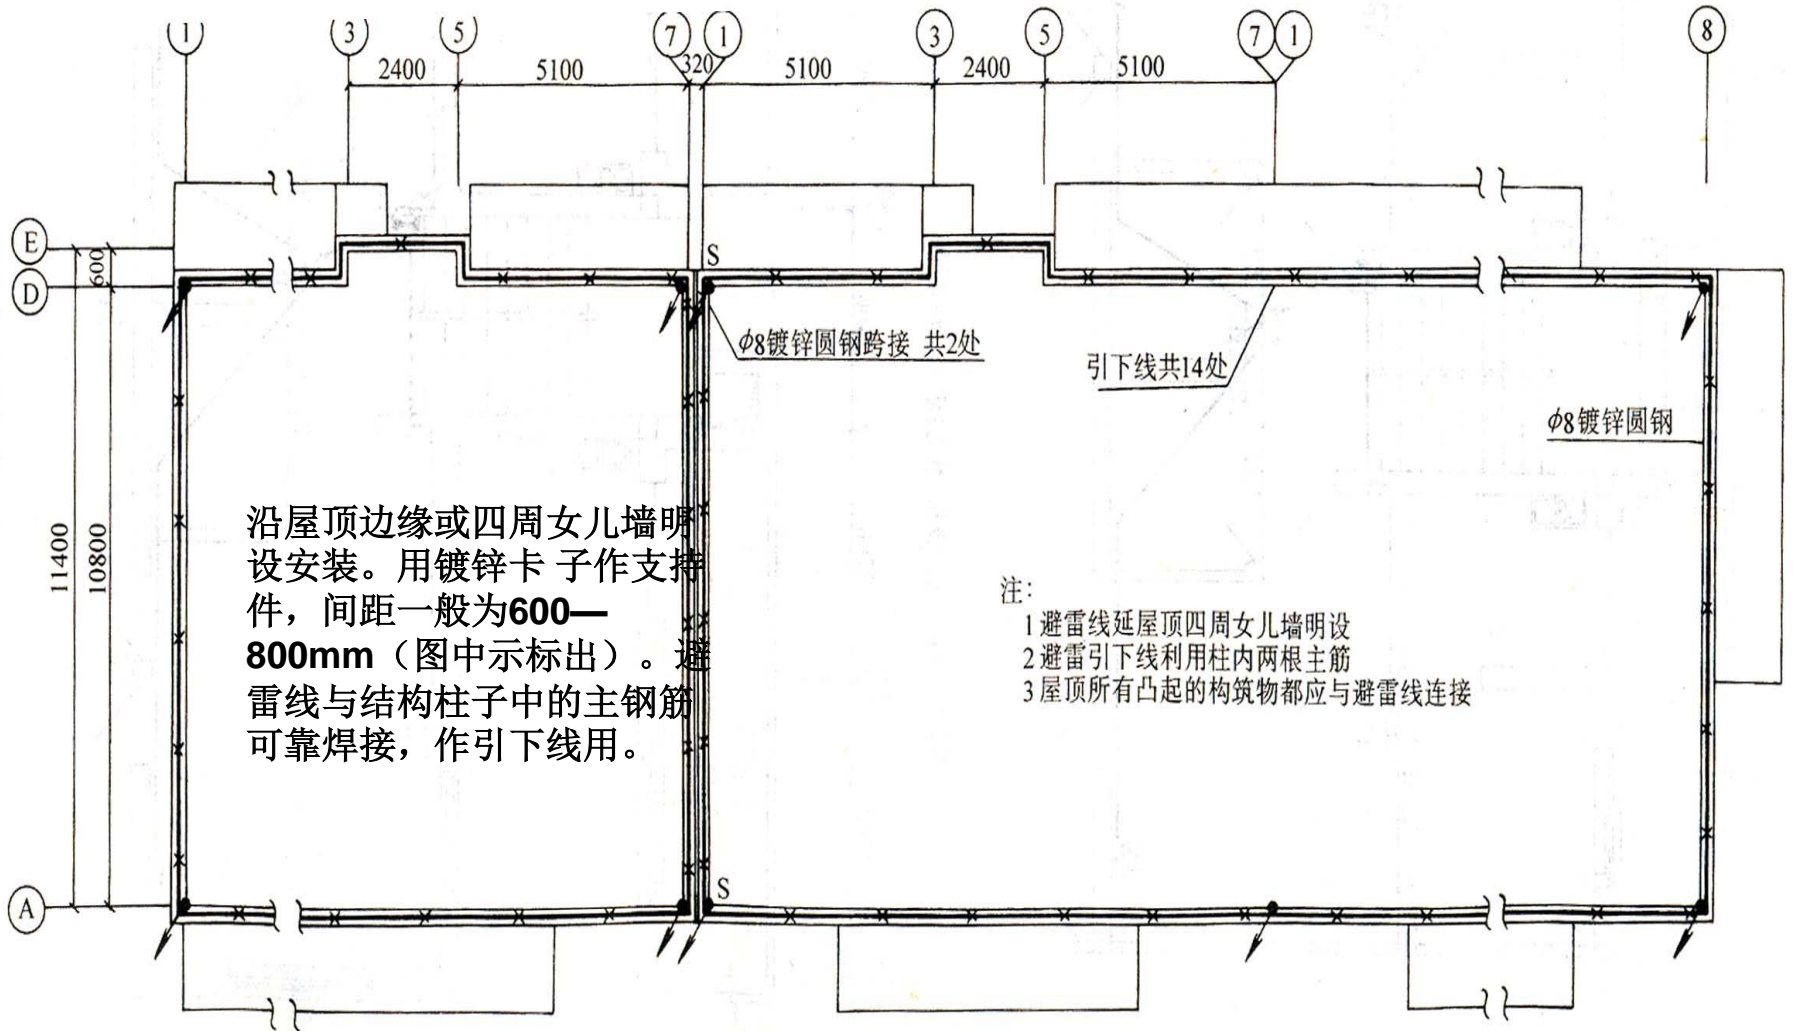 1 3 5 7 1 3 5 7 1 8
2400 5100 320 5100 2400 5100
E
600
D
S
ϕ8镀锌圆钢跨接 共2处
引下线共14处
ϕ8镀锌圆钢
11400
10800
沿屋顶边缘或四周女儿墙明
设安装。用镀锌卡 子作支持
件，间距一般为600—
800mm（图中示标出）。避
雷线与结构柱子中的主钢筋
可靠焊接，作引下线用。
注:
1避雷线延屋顶四周女儿墙明设
2避雷引下线利用柱内两根主筋
3屋顶所有凸起的构筑物都应与避雷线连接
S
A